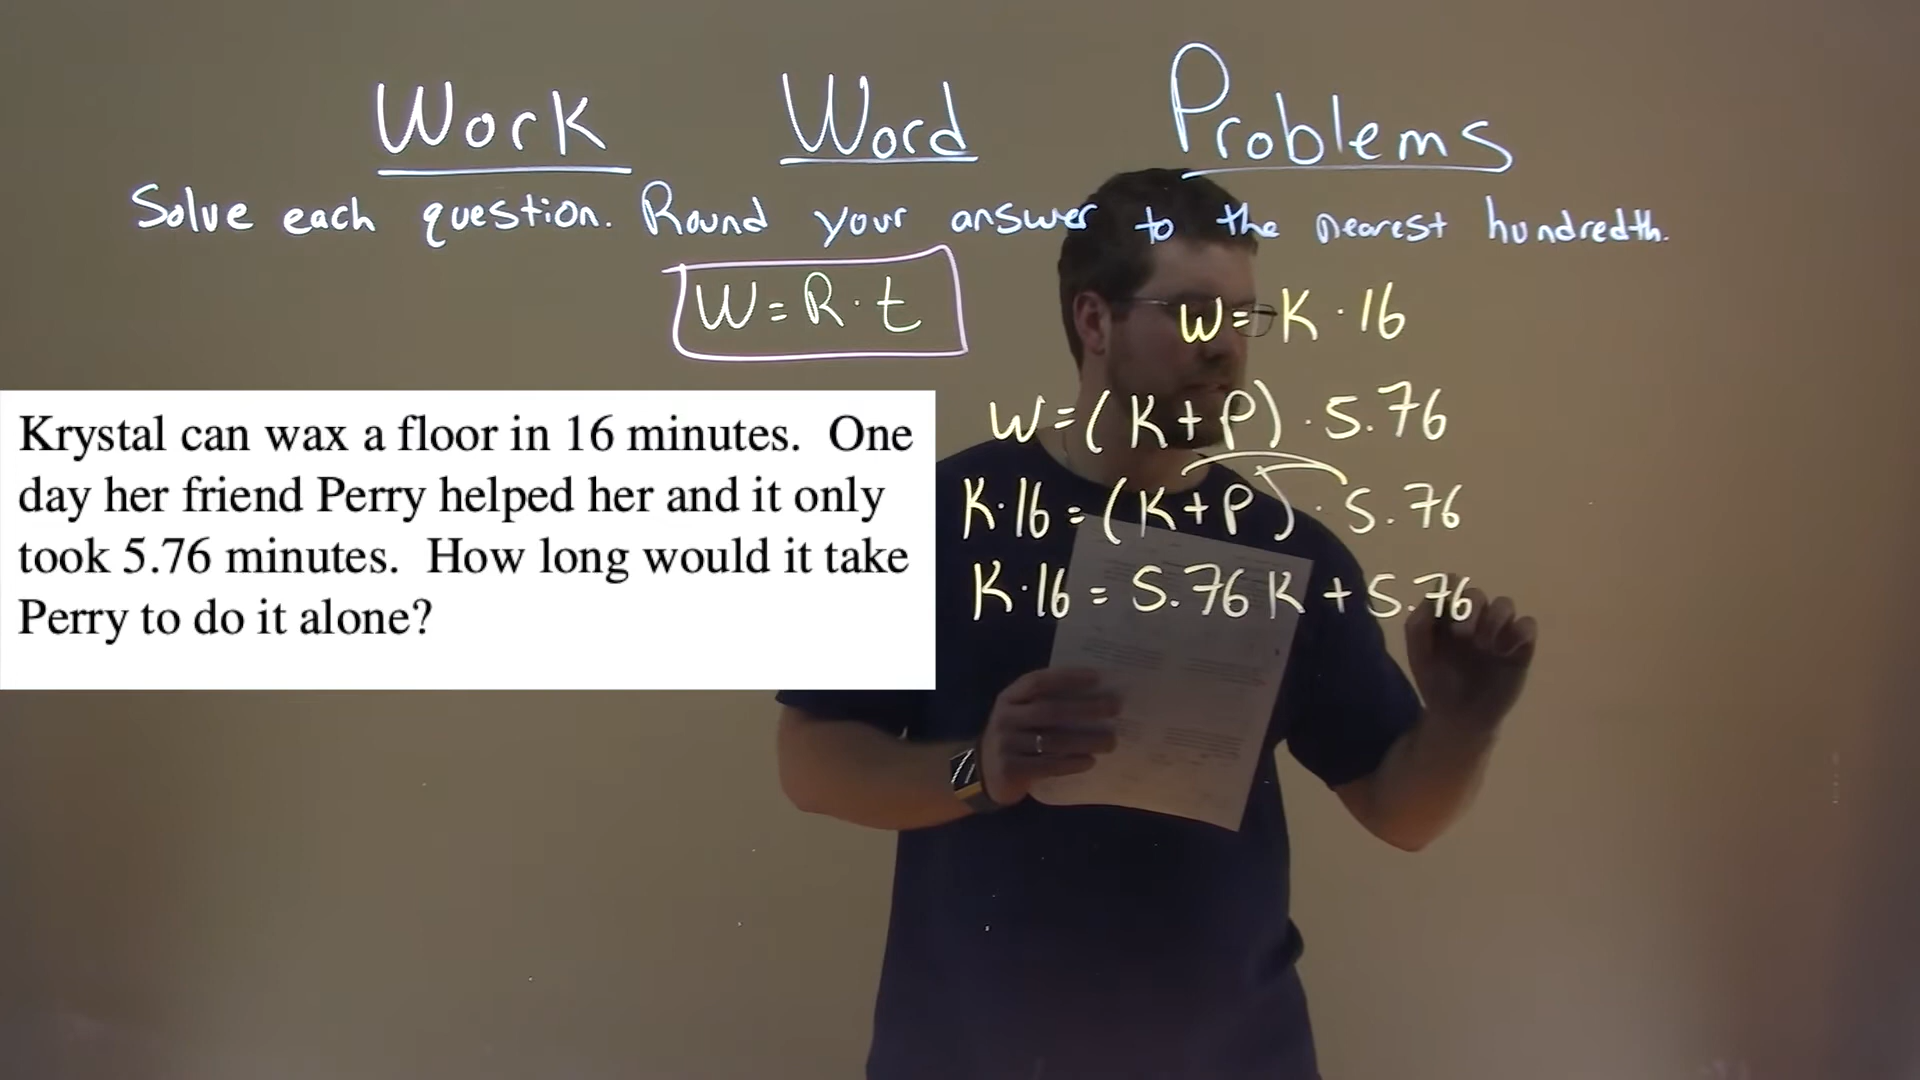 Work Word Problems
Solve each question. Round your answer to the nearest hundredth.
W = R · t
W = K · 16
Krystal can wax a floor in 16 minutes. One
day her friend Perry helped her and it only
took 5.76 minutes. How long would it take
Perry to do it alone?
W = (K + P) · 5.76
K · 16 = (K + P) · 5.76
K · 16 = 5.76 K + 5.76